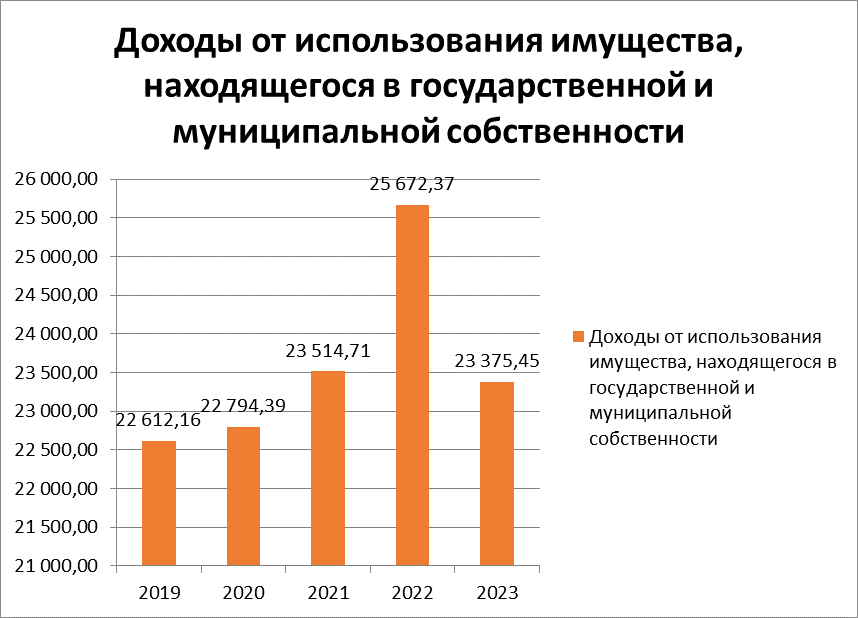 Доходы от использования имущества,
находящегося в государственной и
муниципальной собственности
26 000,00
25 500,00
25 000,00
24 500,00
24 000,00
23 500,00
23 000,00
22 500,00
22 000,00
21 500,00
21 000,00
22 612,16
22 794,39
23 514,71
25 672,37
23 375,45
2019
2020
2021
2022
2023
Доходы от использования
имущества, находящегося в
государственной и
муниципальной
собственности